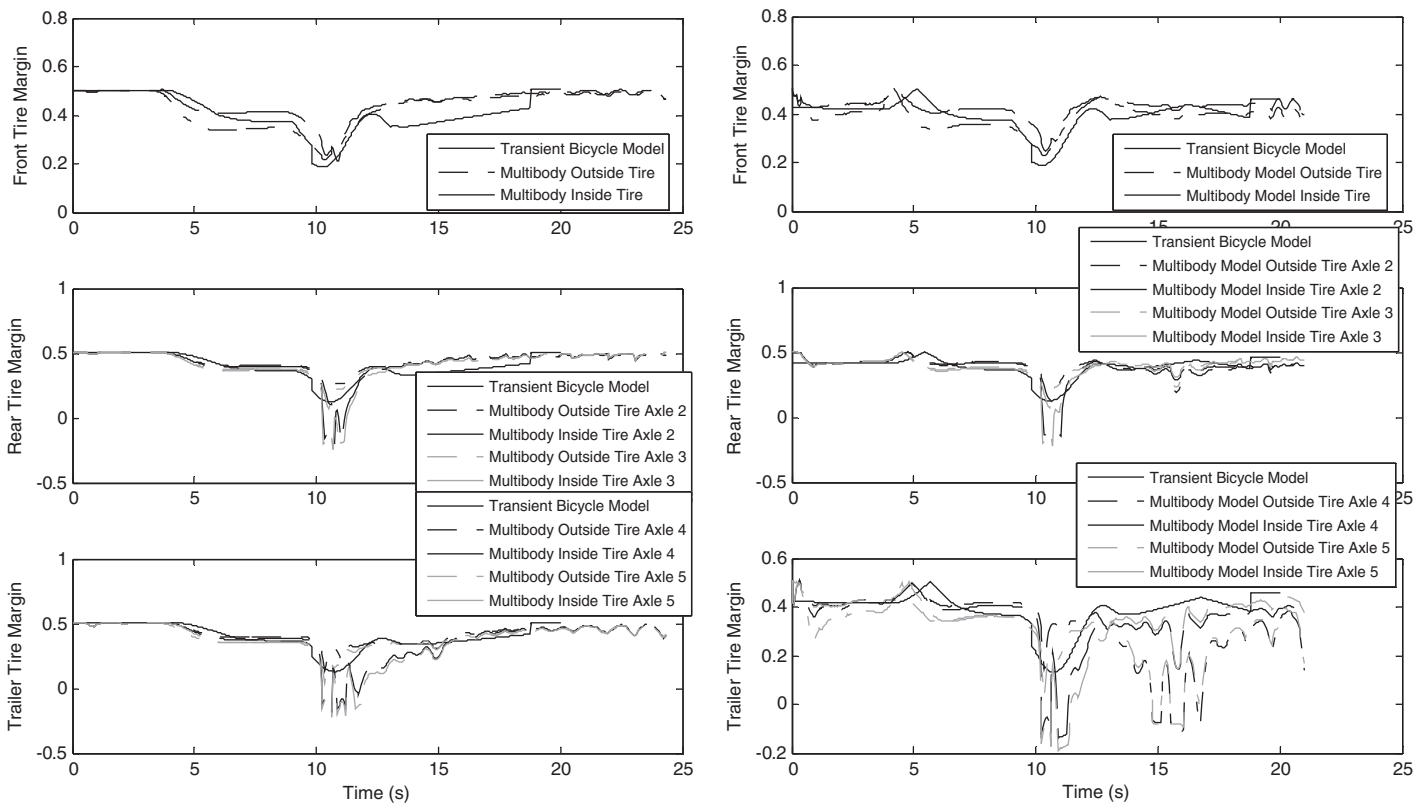 0.8
0.6
0.4
0.2
0
Front Tire Margin
Transient Bicycle Model
Multibody Outside Tire
Multibody Inside Tire
0 5 10 15 20 25
1
0.5
0
-0.5
Rear Tire Margin
Transient Bicycle Model
Multibody Outside Tire Axle 2
Multibody Inside Tire Axle 2
Multibody Outside Tire Axle 3
Multibody Inside Tire Axle 3
0 5 10
Transient Bicycle Model
Multibody Outside Tire Axle 4
Multibody Inside Tire Axle 4
Multibody Outside Tire Axle 5
Multibody Inside Tire Axle 5
1
0.5
0
-0.5
Trailer Tire Margin
0 5 10 15 20 25
Time (s)
0.8
0.6
0.4
0.2
0
Front Tire Margin
Transient Bicycle Model
Multibody Model Outside Tire
Multibody Model Inside Tire
0 5 10 15 20 25
Transient Bicycle Model
Multibody Model Outside Tire Axle 2
Multibody Model Inside Tire Axle 2
Multibody Model Outside Tire Axle 3
Multibody Model Inside Tire Axle 3
1
0.5
0
-0.5
Rear Tire Margin
0 5 10 25
Transient Bicycle Model
Multibody Model Outside Tire Axle 4
Multibody Model Inside Tire Axle 4
Multibody Model Outside Tire Axle 5
Multibody Model Inside Tire Axle 5
0.6
0.4
0.2
0
-0.2
Trailer Tire Margin
0 5 10 15 20 25
Time (s)